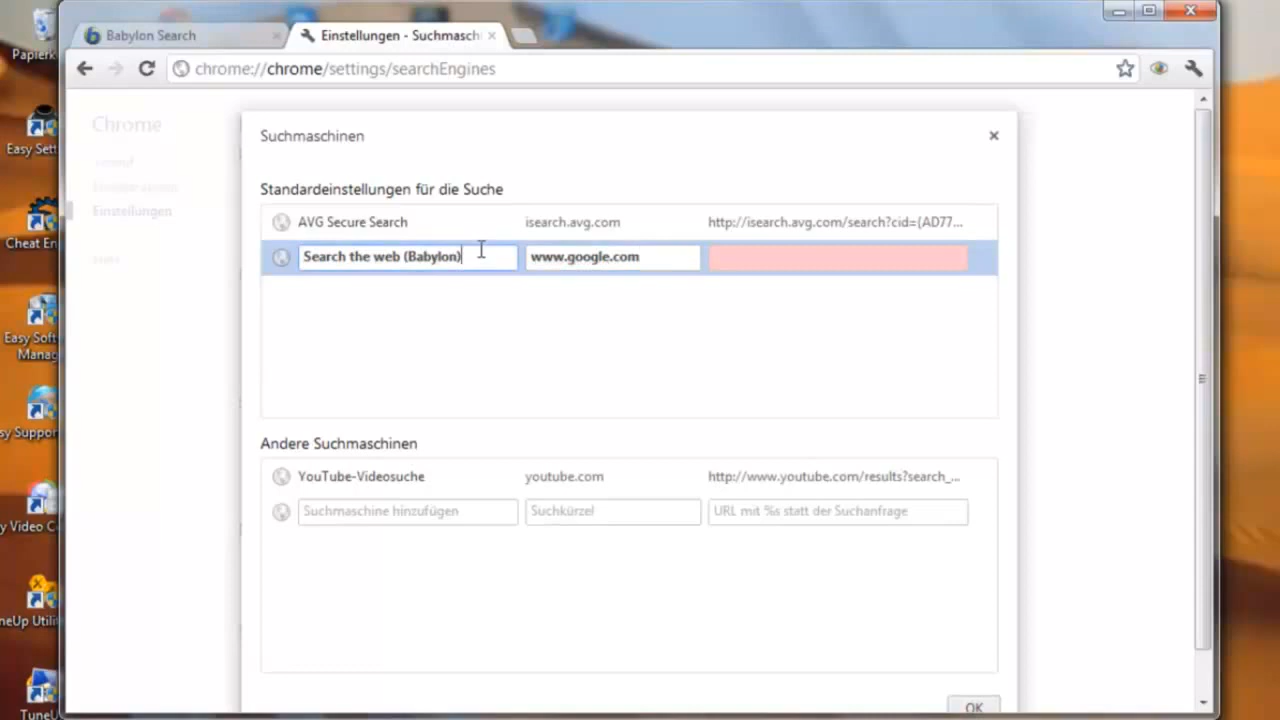 Babylon Search
Einstellungen - Suchmasch
chrome://chrome/settings/searchEngines
Papierk
Easy Sett
Cheat En
Easy Soft
Manag
sy Suppor
y Video C
neUp Utili
TuneU
Chrome
Einstellungen
Suchmaschinen
Standardeinstellungen für die Suche
AVG Secure Search isearch.avg.com http://isearch.avg.com/search?cid={AD77...
Search the web (Babylon) www.google.com
Andere Suchmaschinen
YouTube-Videosuche youtube.com http://www.youtube.com/results?search_...
Suchmaschine hinzufügen Suchkürzel URL mit %s statt der Suchanfrage
OK